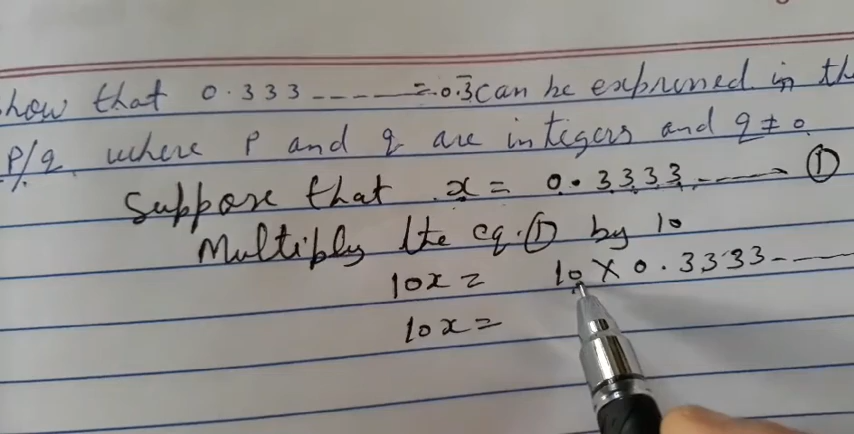 how that 0.333 ------ = 0.3̅ can be expressed in th
P/q, where P and q are integers and q ≠ 0.
Suppose that x = 0.3333 ------ ①
Multiply the eq. ① by 10
10x = 10 × 0.3333 ------
10x =